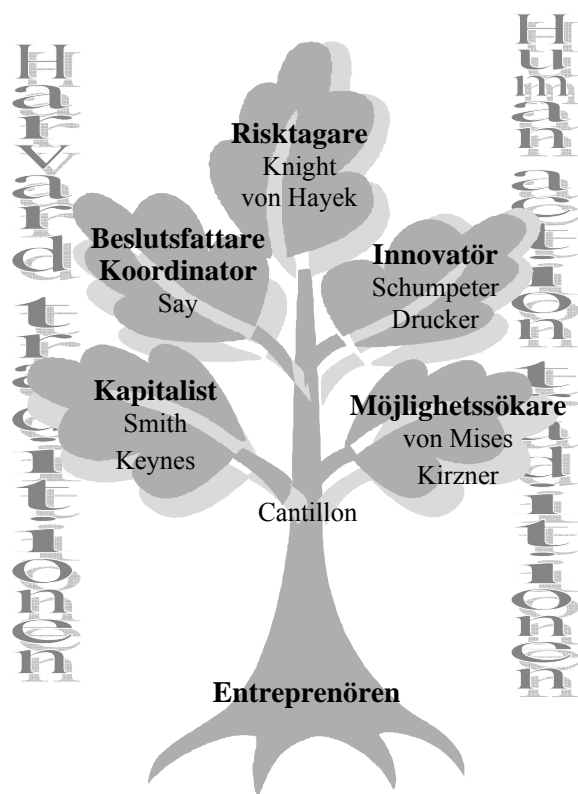 Harvard traditionen
Human action traditionen
Risktagare
Knight
von Hayek
Beslutsfattare
Koordinator
Say
Innovatör
Schumpeter
Drucker
Kapitalist
Smith
Keynes
Möjlighetssökare
von Mises
Kirzner
Cantillon
Entreprenören